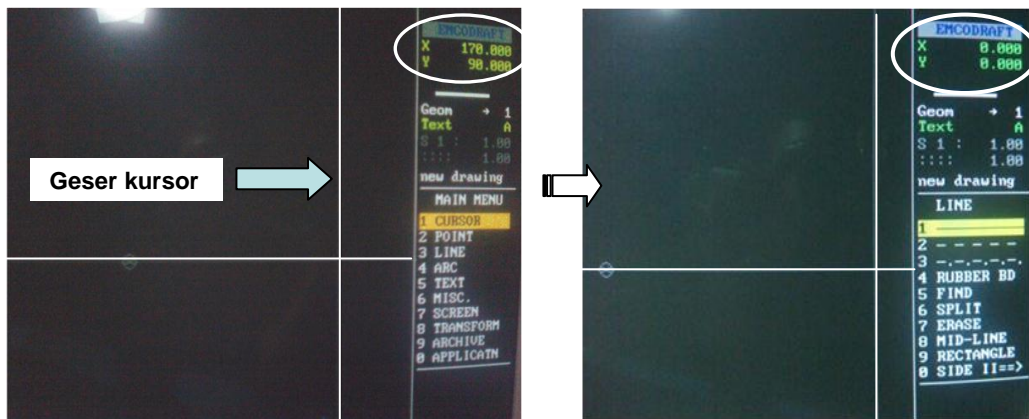 EMCODRAFT
X 170.000
Y 90.000
Geom → 1
Text A
S 1 : 1.00
:::: 1.00
new drawing
MAIN MENU
1 CURSOR
2 POINT
3 LINE
4 ARC
5 TEXT
6 MISC.
7 SCREEN
8 TRANSFORM
9 ARCHIVE
0 APPLICATN
Geser kursor
EMCODRAFT
X 0.000
Y 0.000
Geom → 1
Text A
S 1 : 1.00
:::: 1.00
new drawing
LINE
1 ─────
2 - - - - -
3 -.-.-.-.-.
4 RUBBER BD
5 FIND
6 SPLIT
7 ERASE
8 MID-LINE
9 RECTANGLE
0 SIDE II==>